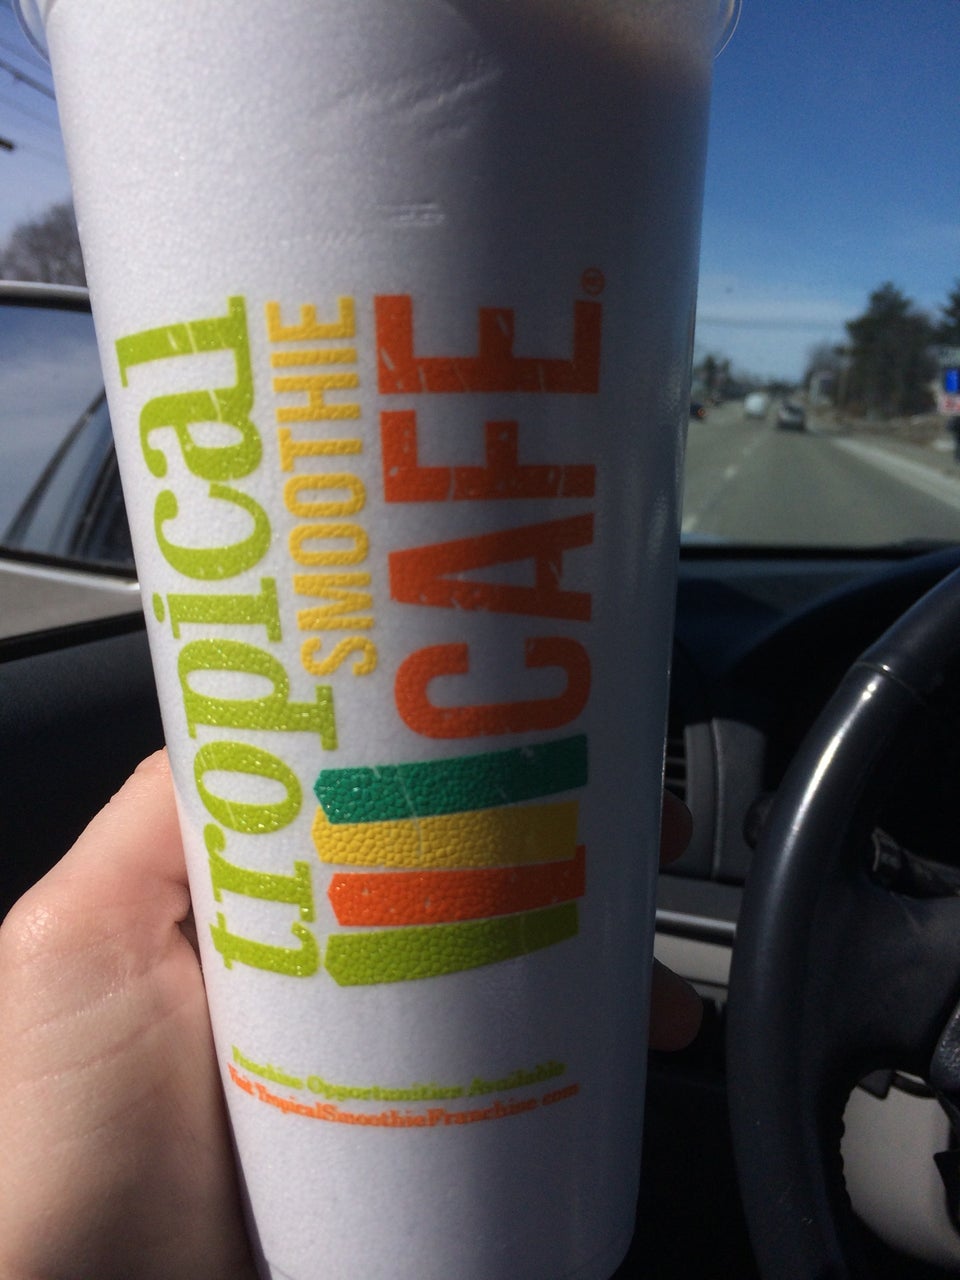 tropical
SMOOTHIE
CAFE®
Franchise Opportunities Available
Visit TropicalSmoothieFranchise.com